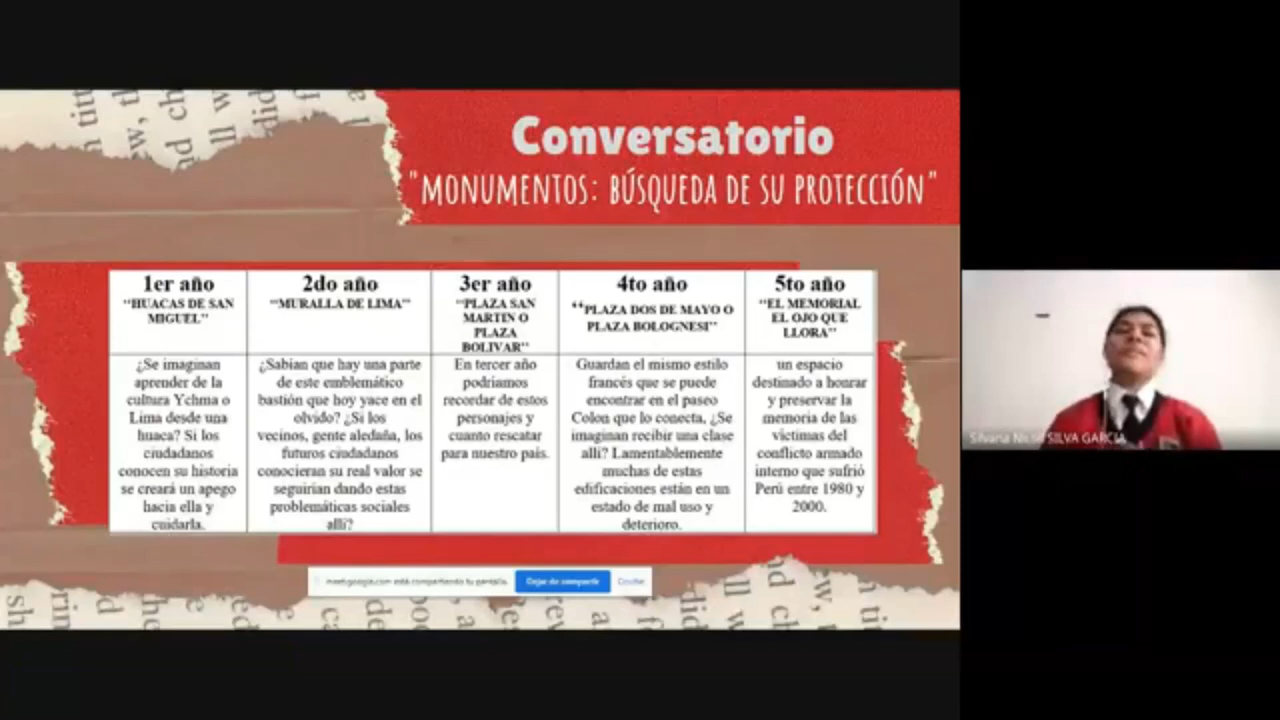 Conversatorio
"MONUMENTOS: BÚSQUEDA DE SU PROTECCIÓN"
1er año
"HUACAS DE SAN
MIGUEL"
¿Se imaginan
aprender de la
cultura Ychma o
Lima desde una
huaca? Si los
ciudadanos
conocen su historia
se creará un apego
hacia ella y
cuidarla.
2do año
"MURALLA DE LIMA"
¿Sabían que hay una parte
de este emblemático
bastión que hoy yace en el
olvido? ¿Si los
vecinos, gente aledaña, los
futuros ciudadanos
conocieran su real valor se
seguirían dando estas
problemáticas sociales
allí?
3er año
"PLAZA SAN
MARTIN O
PLAZA
BOLIVAR"
En tercer año
podríamos
recordar de estos
personajes y
cuanto rescatar
para nuestro país.
4to año
"PLAZA DOS DE MAYO O
PLAZA BOLOGNESI"
Guardan el mismo estilo
francés que se puede
encontrar en el paseo
Colon que lo conecta, ¿Se
imaginan recibir una clase
allí? Lamentablemente
muchas de estas
edificaciones están en un
estado de mal uso y
deterioro.
5to año
"EL MEMORIAL
EL OJO QUE
LLORA"
un espacio
destinado a honrar
y preservar la
memoria de las
víctimas del
conflicto armado
interno que sufrió
Perú entre 1980 y
2000.
meet.google.com está compartiendo tu pantalla.
Dejar de compartir
Ocultar
SILVA GARCIA